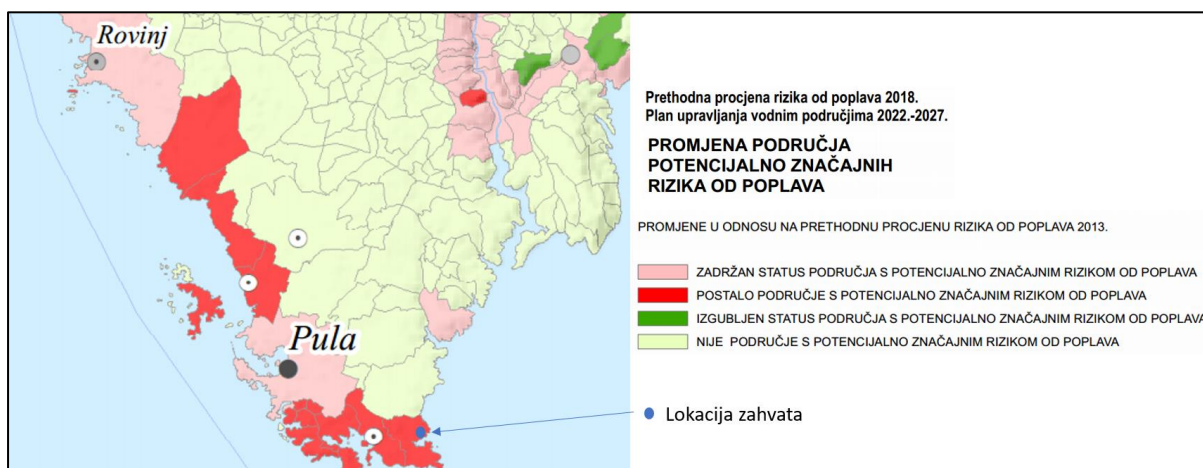 Rovinj
Pula
Prethodna procjena rizika od poplava 2018.
Plan upravljanja vodnim područjima 2022.-2027.
PROMJENA PODRUČJA
POTENCIJALNO ZNAČAJNIH
RIZIKA OD POPLAVA
PROMJENE U ODNOSU NA PRETHODNU PROCJENU RIZIKA OD POPLAVA 2013.
ZADRŽAN STATUS PODRUČJA S POTENCIJALNO ZNAČAJNIM RIZIKOM OD POPLAVA
POSTALO PODRUČJE S POTENCIJALNO ZNAČAJNIM RIZIKOM OD POPLAVA
IZGUBLJEN STATUS PODRUČJA S POTENCIJALNO ZNAČAJNIM RIZIKOM OD POPLAVA
NIJE PODRUČJE S POTENCIJALNO ZNAČAJNIM RIZIKOM OD POPLAVA
Lokacija zahvata